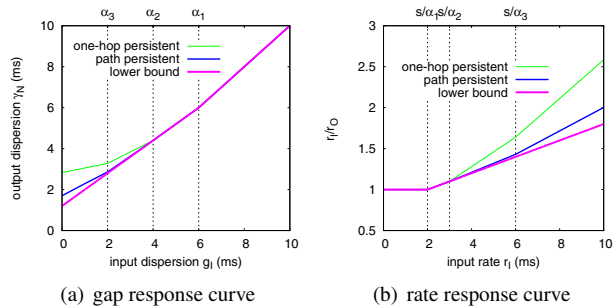 α3 α2 α1
output dispersion γN (ms)
10
8
6
4
2
0
one-hop persistent
path persistent
lower bound
0 2 4 6 8 10
input dispersion gI (ms)
(a) gap response curve
s/α1 s/α2 s/α3
rI/rO
3
2.5
2
1.5
1
0.5
one-hop persistent
path persistent
lower bound
0 2 4 6 8 10
input rate rI (ms)
(b) rate response curve